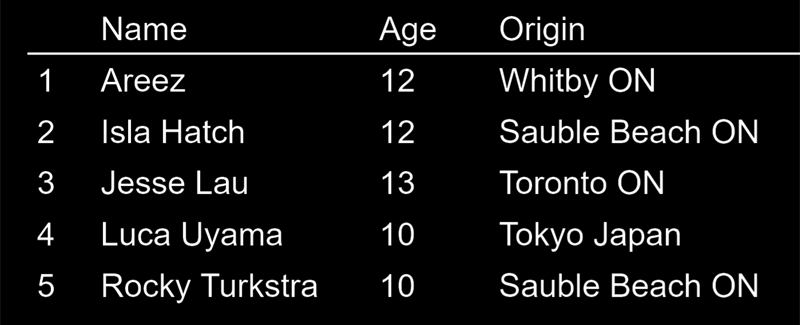 Name Age Origin
1 Areez 12 Whitby ON
2 Isla Hatch 12 Sauble Beach ON
3 Jesse Lau 13 Toronto ON
4 Luca Uyama 10 Tokyo Japan
5 Rocky Turkstra 10 Sauble Beach ON